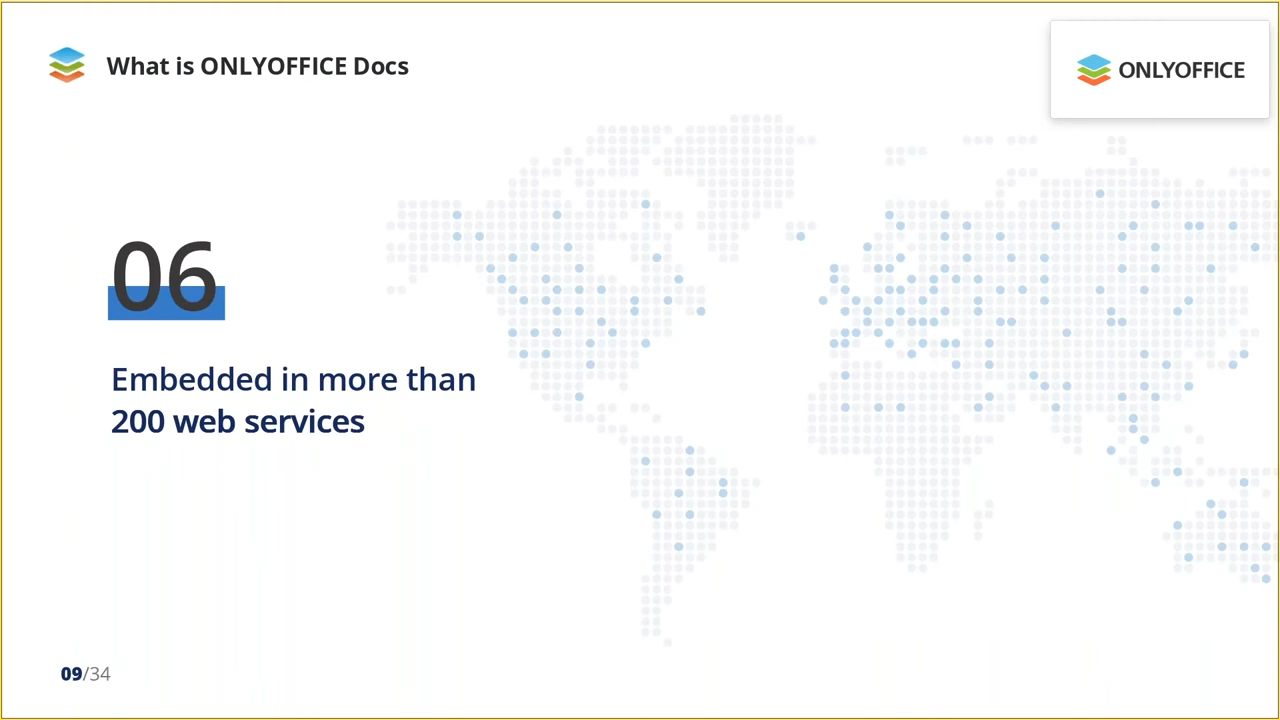 What is ONLYOFFICE Docs
ONLYOFFICE
06
Embedded in more than
200 web services
09/34